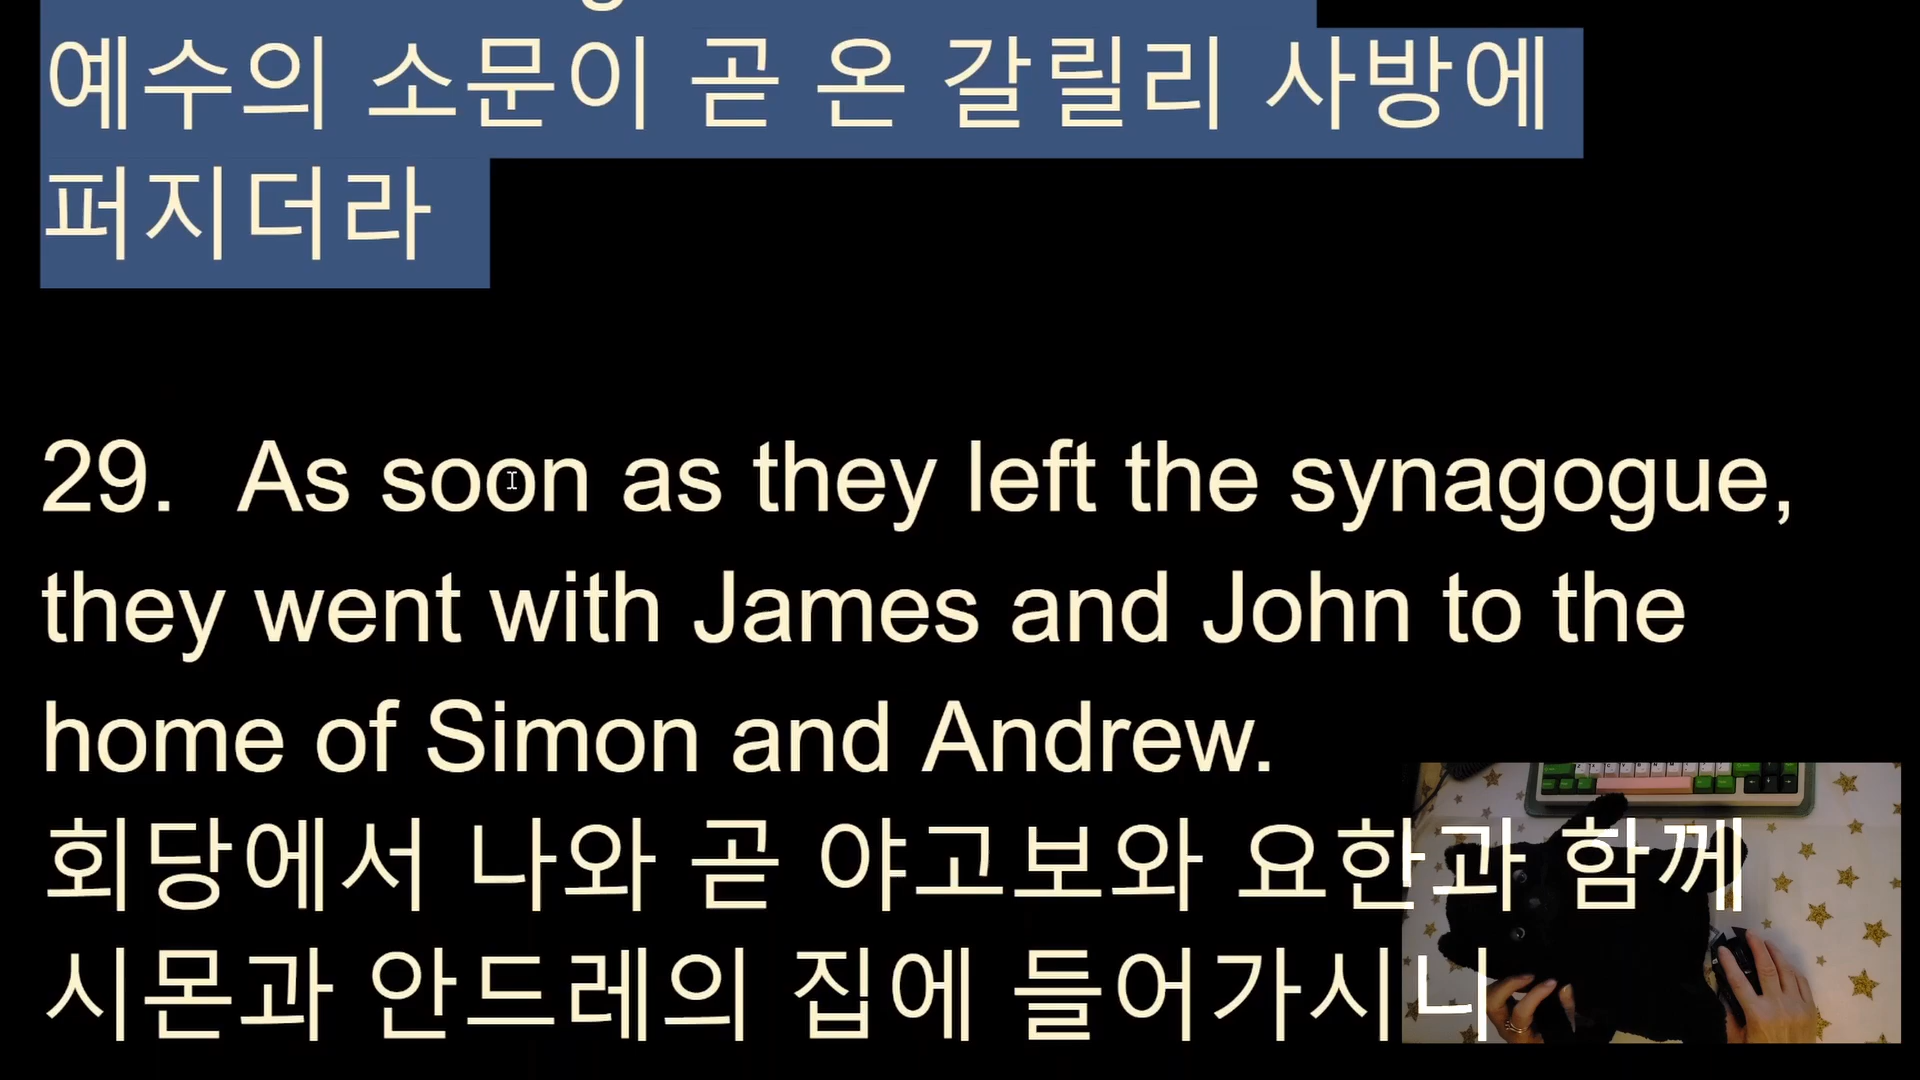 예수의 소문이 곧 온 갈릴리 사방에
퍼지더라
29. As soon as they left the synagogue,
they went with James and John to the
home of Simon and Andrew.
회당에서 나와 곧 야고보와 요한과 함께
시몬과 안드레의 집에 들어가시니